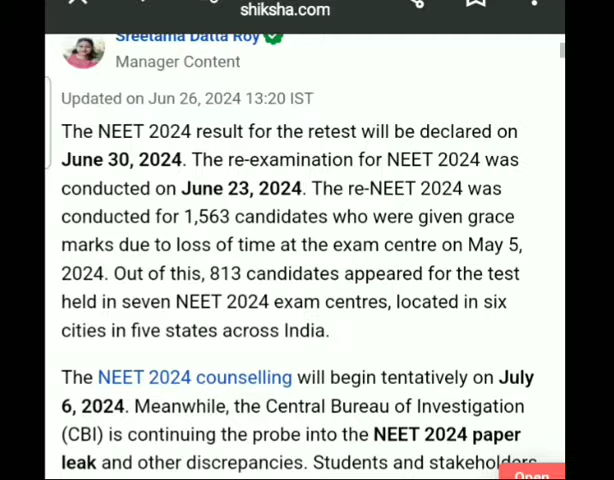 shiksha.com
Sreetama Datta Roy
Manager Content
Updated on Jun 26, 2024 13:20 IST
The NEET 2024 result for the retest will be declared on
June 30, 2024. The re-examination for NEET 2024 was
conducted on June 23, 2024. The re-NEET 2024 was
conducted for 1,563 candidates who were given grace
marks due to loss of time at the exam centre on May 5,
2024. Out of this, 813 candidates appeared for the test
held in seven NEET 2024 exam centres, located in six
cities in five states across India.
The NEET 2024 counselling will begin tentatively on July
6, 2024. Meanwhile, the Central Bureau of Investigation
(CBI) is continuing the probe into the NEET 2024 paper
leak and other discrepancies. Students and stakeholders
Open